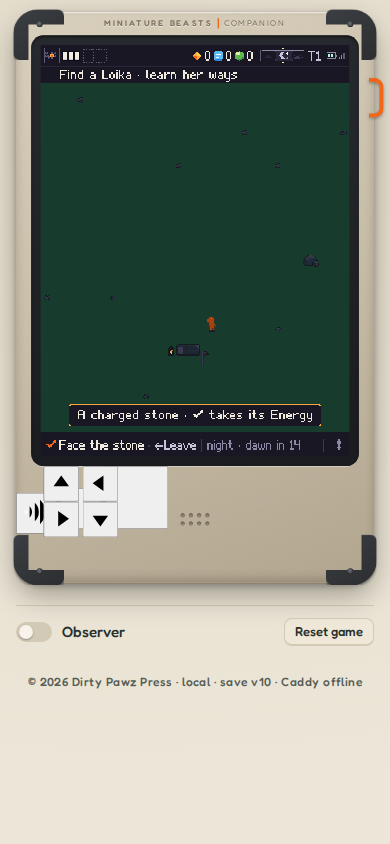 MINIATURE BEASTS | COMPANION
0 0 0 T1
Find a Loika · learn her ways
A charged stone · ✓ takes its Energy
✓ Face the stone · ←Leave | night · dawn in 14
Observer
Reset game
© 2026 Dirty Pawz Press · local · save v10 · Caddy offline